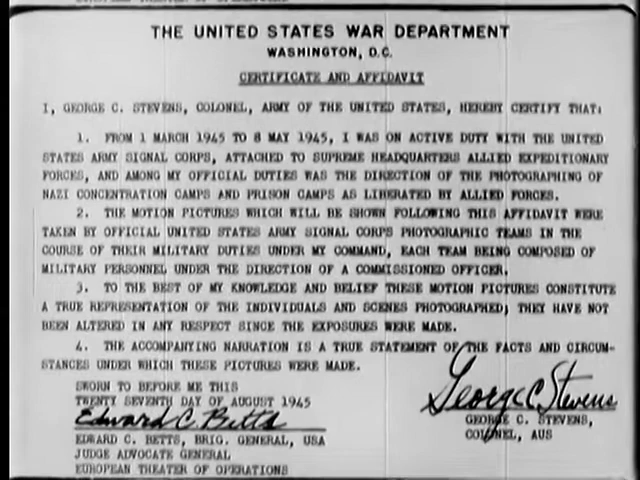 THE UNITED STATES WAR DEPARTMENT
WASHINGTON, D.C.
CERTIFICATE AND AFFIDAVIT
I, GEORGE C. STEVENS, COLONEL, ARMY OF THE UNITED STATES, HEREBY CERTIFY THAT:
1. FROM 1 MARCH 1945 TO 8 MAY 1945, I WAS ON ACTIVE DUTY WITH THE UNITED
STATES ARMY SIGNAL CORPS, ATTACHED TO SUPREME HEADQUARTERS ALLIED EXPEDITIONARY
FORCES, AND AMONG MY OFFICIAL DUTIES WAS THE DIRECTION OF THE PHOTOGRAPHING OF
NAZI CONCENTRATION CAMPS AND PRISON CAMPS AS LIBERATED BY ALLIED FORCES.
2. THE MOTION PICTURES WHICH WILL BE SHOWN FOLLOWING THIS AFFIDAVIT WERE
TAKEN BY OFFICIAL UNITED STATES ARMY SIGNAL CORPS PHOTOGRAPHIC TEAMS IN THE
COURSE OF THEIR MILITARY DUTIES UNDER MY COMMAND, EACH TEAM BEING COMPOSED OF
MILITARY PERSONNEL UNDER THE DIRECTION OF A COMMISSIONED OFFICER.
3. TO THE BEST OF MY KNOWLEDGE AND BELIEF THESE MOTION PICTURES CONSTITUTE
A TRUE REPRESENTATION OF THE INDIVIDUALS AND SCENES PHOTOGRAPHED; THEY HAVE NOT
BEEN ALTERED IN ANY RESPECT SINCE THE EXPOSURES WERE MADE.
4. THE ACCOMPANYING NARRATION IS A TRUE STATEMENT OF THE FACTS AND CIRCUM-
STANCES UNDER WHICH THESE PICTURES WERE MADE.
SWORN TO BEFORE ME THIS
TWENTY SEVENTH DAY OF AUGUST 1945
Edward C. Betts
EDWARD C. BETTS, BRIG. GENERAL, USA
JUDGE ADVOCATE GENERAL
EUROPEAN THEATER OF OPERATIONS
George C Stevens
GEORGE C. STEVENS,
COLONEL, AUS